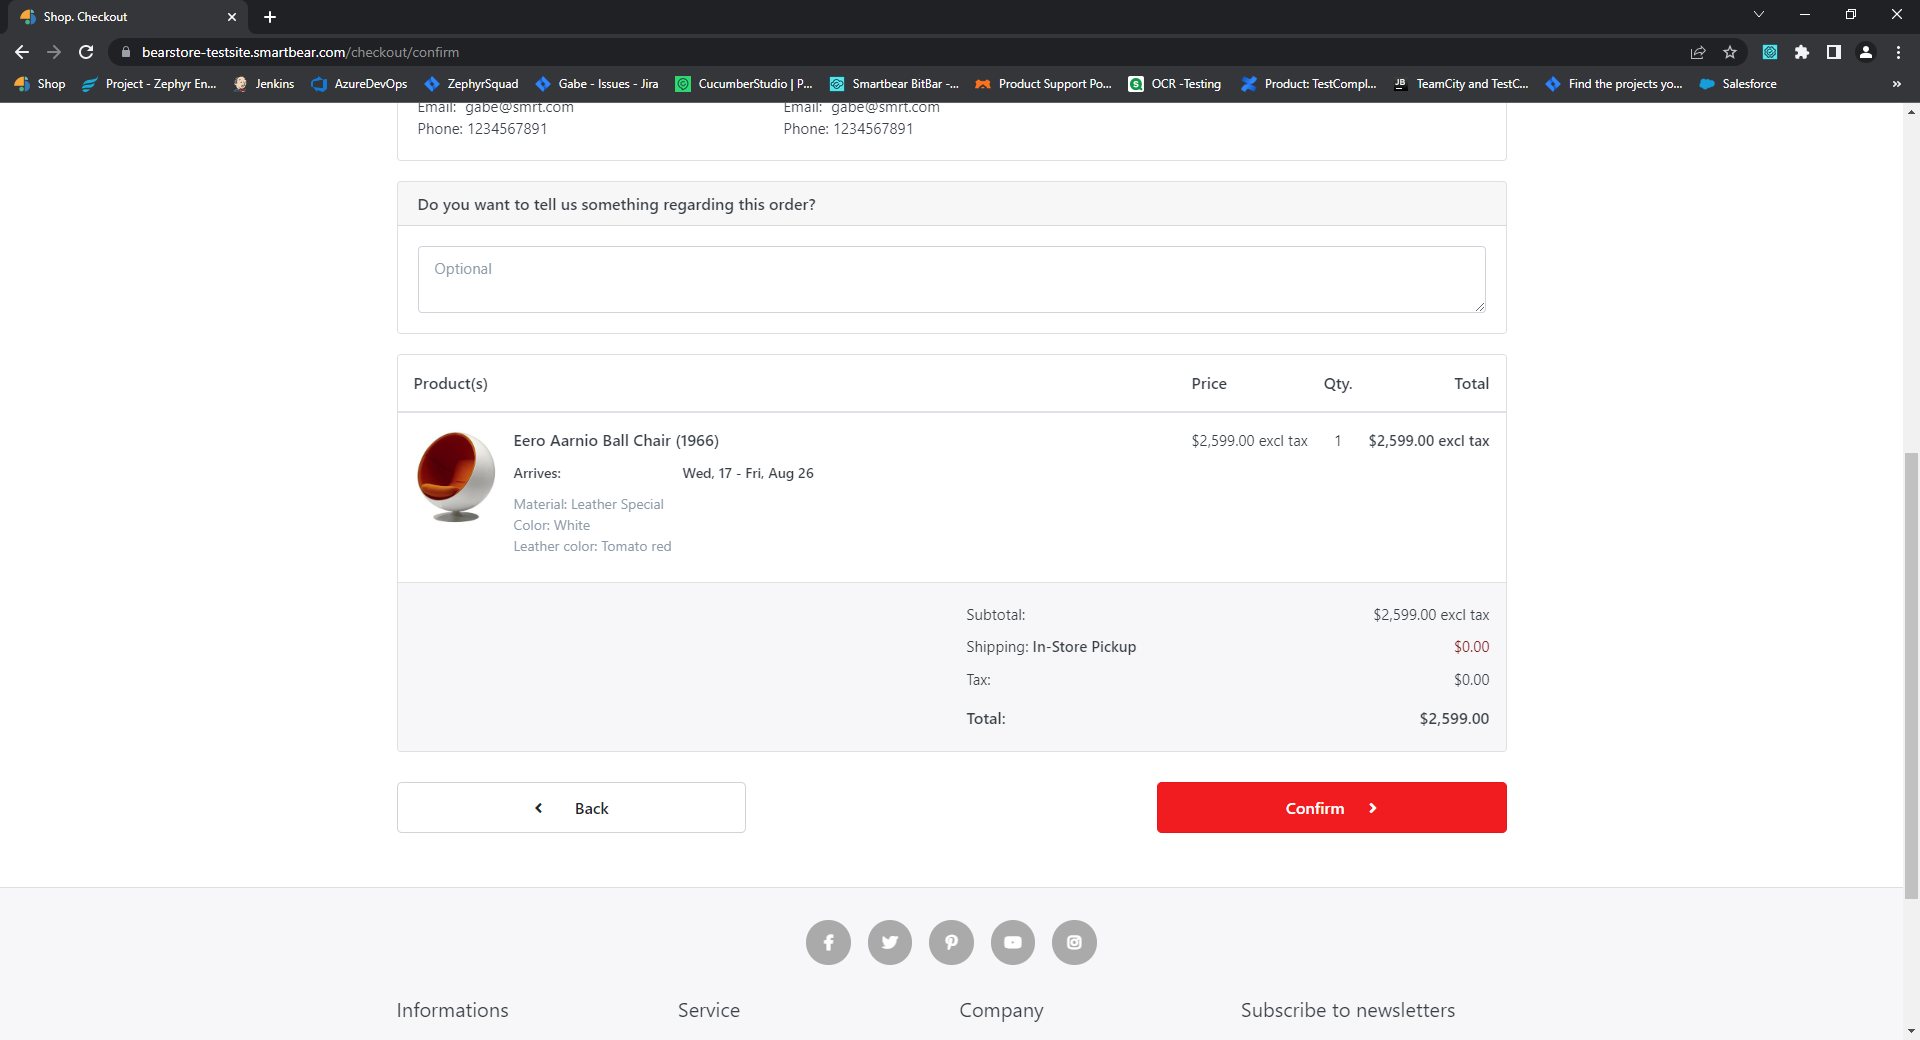 Shop. Checkout
bearstore-testsite.smartbear.com/checkout/confirm
Shop Project - Zephyr En... Jenkins AzureDevOps ZephyrSquad Gabe - Issues - Jira CucumberStudio | P... Smartbear BitBar -... Product Support Po... OCR -Testing Product: TestCompl... TeamCity and TestC... Find the projects yo... Salesforce »
Email: gabe@smrt.com Email: gabe@smrt.com
Phone: 1234567891 Phone: 1234567891
Do you want to tell us something regarding this order?
Optional
Product(s) Price Qty. Total
Eero Aarnio Ball Chair (1966) $2,599.00 excl tax 1 $2,599.00 excl tax
Arrives: Wed, 17 - Fri, Aug 26
Material: Leather Special
Color: White
Leather color: Tomato red
Subtotal: $2,599.00 excl tax
Shipping: In-Store Pickup $0.00
Tax: $0.00
Total: $2,599.00
Back Confirm
Informations Service Company Subscribe to newsletters